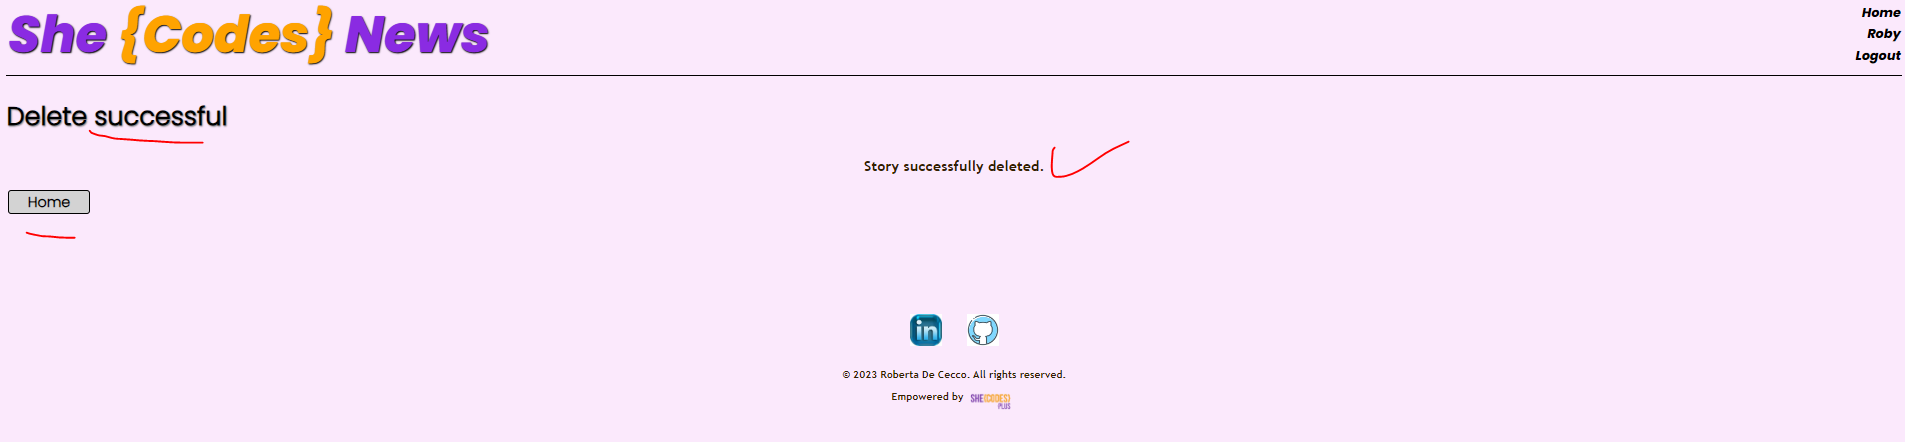 She {Codes} News
Home
Roby
Logout
Delete successful
Story successfully deleted.
Home
in
© 2023 Roberta De Cecco. All rights reserved.
Empowered by SHE{CODES}
PLUS